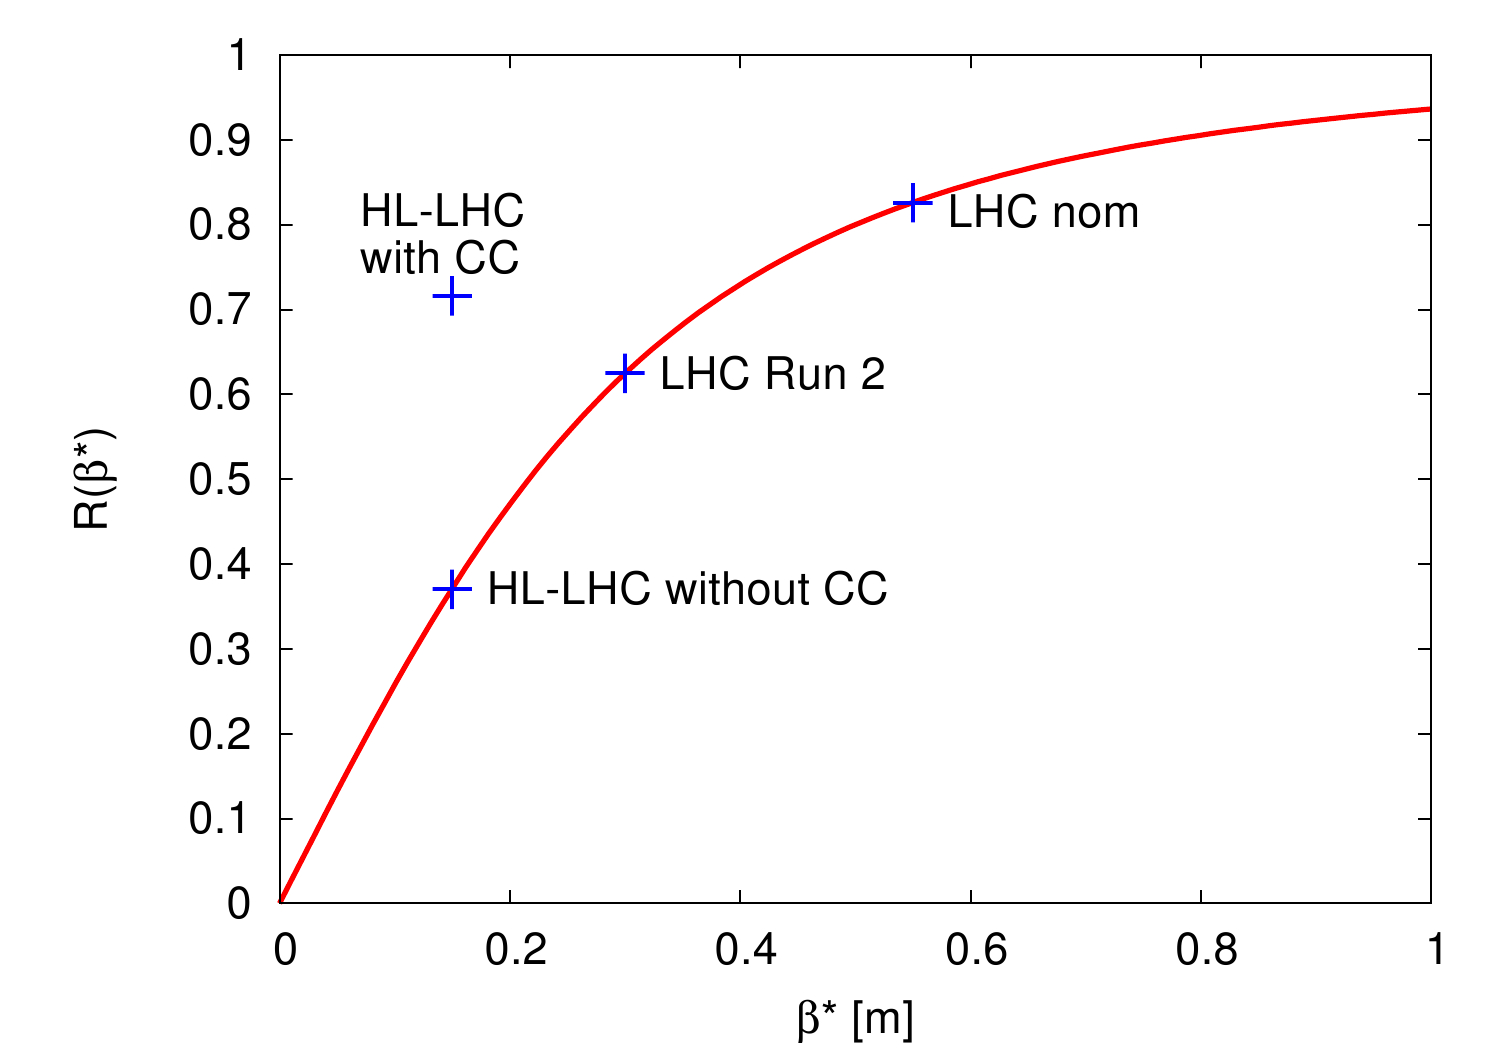 1
0.9
0.8
0.7
0.6
0.5
0.4
0.3
0.2
0.1
0
R(β*)
HL-LHC
with CC
LHC nom
LHC Run 2
HL-LHC without CC
0 0.2 0.4 0.6 0.8 1
β* [m]